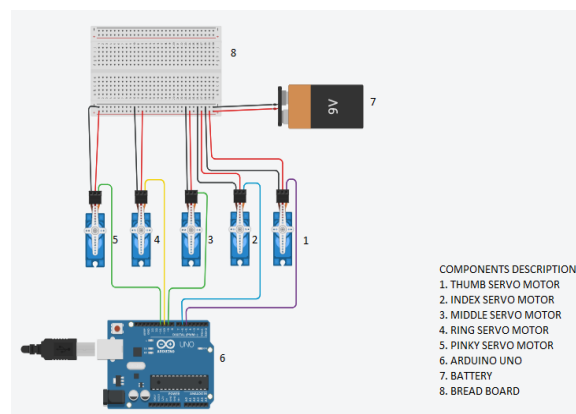 8
9V
7
5
4
3
2
1
UNO
ARDUINO
6
COMPONENTS DESCRIPTION
1. THUMB SERVO MOTOR
2. INDEX SERVO MOTOR
3. MIDDLE SERVO MOTOR
4. RING SERVO MOTOR
5. PINKY SERVO MOTOR
6. ARDUINO UNO
7. BATTERY
8. BREAD BOARD